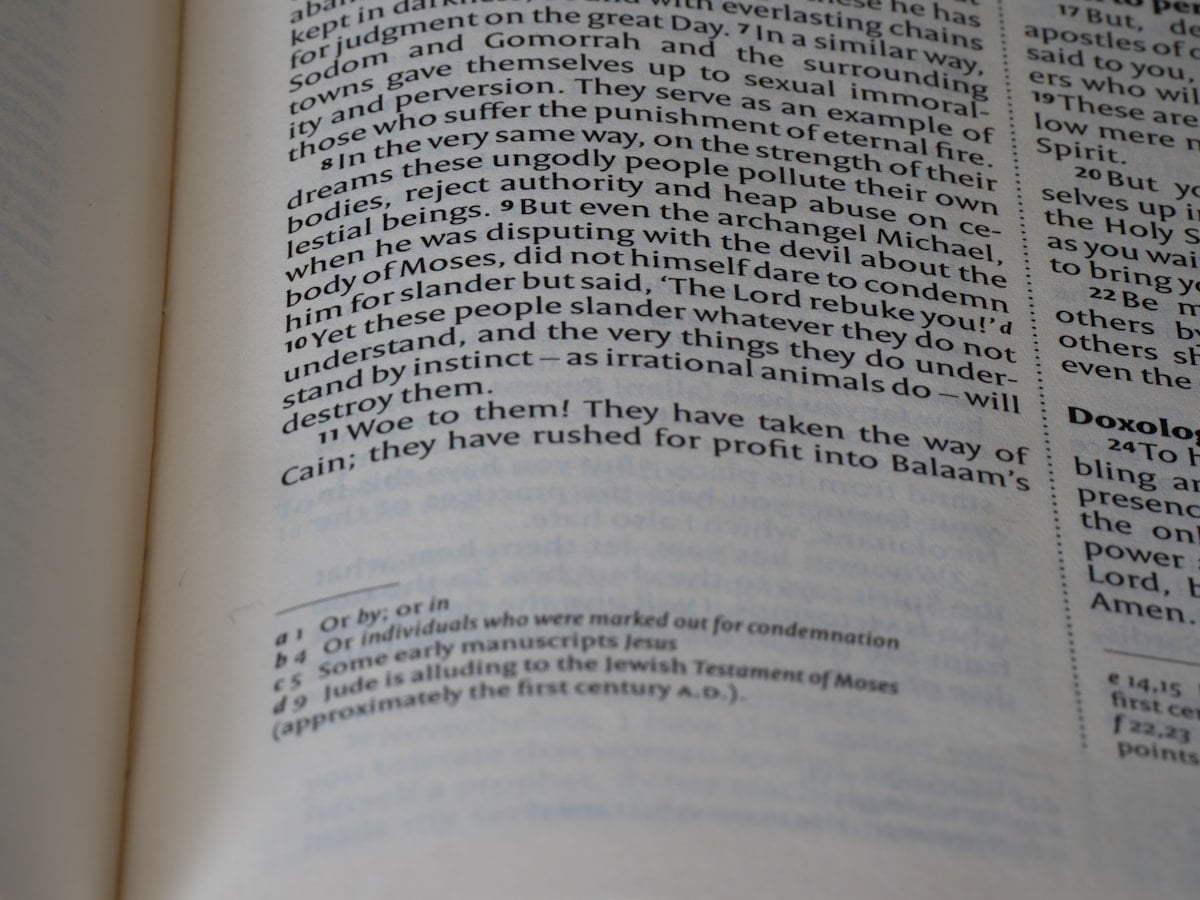 kept in darkness, bound with everlasting chains
for judgment on the great Day. 7 In a similar way,
Sodom and Gomorrah and the surrounding
towns gave themselves up to sexual immoral-
ity and perversion. They serve as an example of
those who suffer the punishment of eternal fire.
8 In the very same way, on the strength of their
dreams these ungodly people pollute their own
bodies, reject authority and heap abuse on ce-
lestial beings. 9 But even the archangel Michael,
when he was disputing with the devil about the
body of Moses, did not himself dare to condemn
him for slander but said, ‘The Lord rebuke you!’ d
10 Yet these people slander whatever they do not
understand, and the very things they do under-
stand by instinct – as irrational animals do – will
destroy them.
11 Woe to them! They have taken the way of
Cain; they have rushed for profit into Balaam’s
a 1 Or by; or in
b 4 Or individuals who were marked out for condemnation
c 5 Some early manuscripts Jesus
d 9 Jude is alluding to the Jewish Testament of Moses
(approximately the first century A.D.).
17 But, de
apostles of
said to you,
ers who wil
19 These are
low mere n
Spirit.
20 But yo
selves up i
the Holy S
as you wai
to bring yo
22 Be m
others by
others sh
even the
Doxolog
24 To h
bling an
presenc
the onl
power
Lord, b
Amen.
e 14,15
first cen
f 22,23
points